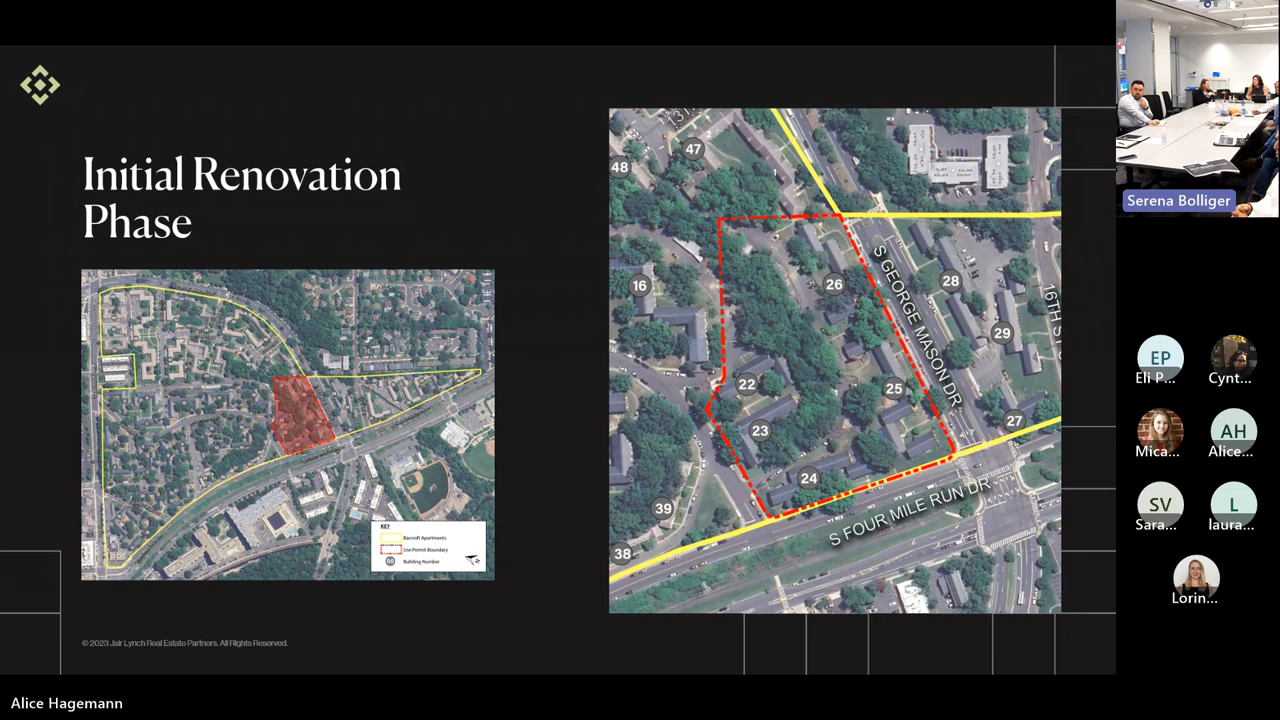 Initial Renovation
Phase
KEY
Barcroft Apartments
Use Permit Boundary
Building Number
© 2023 Jair Lynch Real Estate Partners. All Rights Reserved.
48
47
16
26
28
29
22
25
23
27
24
39
38
S GEORGE MASON DR
16TH ST
S FOUR MILE RUN DR
Serena Bolliger
EP
Eli P...
Cynt...
Mica...
AH
Alice...
SV
Sara...
L
laura...
Lorin...
Alice Hagemann